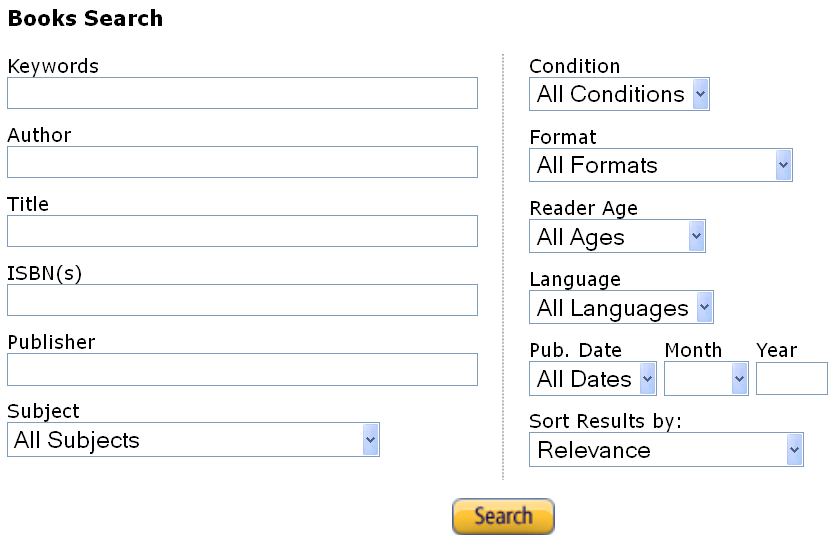 Books Search
Keywords
Author
Title
ISBN(s)
Publisher
Subject
All Subjects
Condition
All Conditions
Format
All Formats
Reader Age
All Ages
Language
All Languages
Pub. Date Month Year
All Dates
Sort Results by:
Relevance
Search